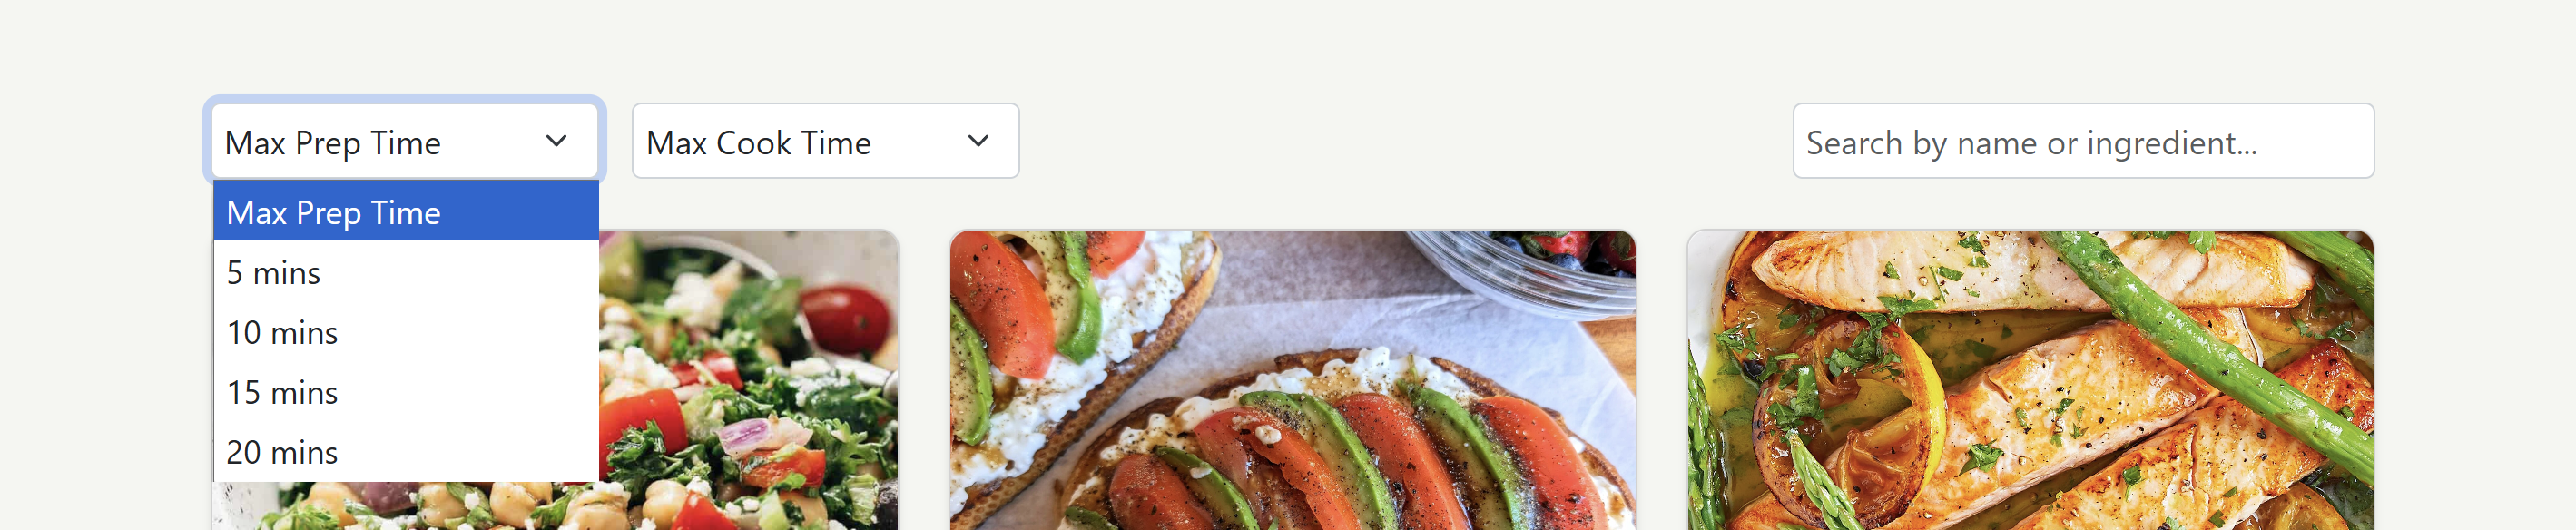 Max Prep Time
Max Cook Time
Search by name or ingredient...
Max Prep Time
5 mins
10 mins
15 mins
20 mins